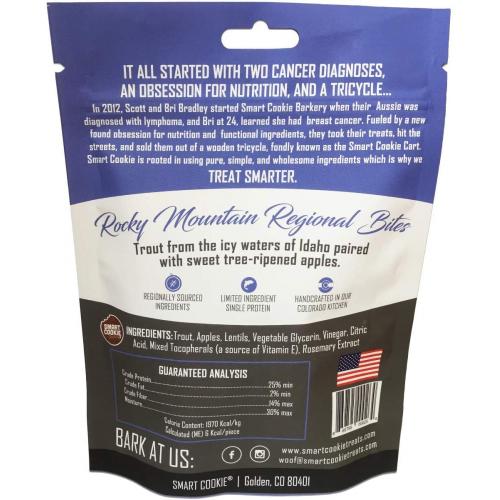 IT ALL STARTED WITH TWO CANCER DIAGNOSES,
AN OBSESSION FOR NUTRITION, AND A TRICYCLE...
In 2012, Scott and Bri Bradley started Smart Cookie Barkery when their Aussie was
diagnosed with lymphoma, and Bri at 24, learned she had breast cancer. Fueled by a new
found obsession for nutrition and functional ingredients, they took their treats, hit the
streets, and sold them out of a wooden tricycle, fondly known as the Smart Cookie Cart.
Smart Cookie is rooted in using pure, simple, and wholesome ingredients which is why we
TREAT SMARTER.
Rocky Mountain Regional Bites
Trout from the icy waters of Idaho paired
with sweet tree-ripened apples.
REGIONALLY SOURCED
INGREDIENTS
LIMITED INGREDIENT
SINGLE PROTEIN
HANDCRAFTED IN OUR
COLORADO KITCHEN
SMART
COOKIE
INGREDIENTS:Trout, Apples, Lentils, Vegetable Glycerin, Vinegar, Citric
Acid, Mixed Tocopherals (a source of Vitamin E), Rosemary Extract
GUARANTEED ANALYSIS
Crude Protein 25% min
Crude Fat 2% min
Crude Fiber 14% max
Moisture 30% max
Calorie Content: 1970 Kcal/kg
Calculated (ME) 6 Kcal/piece
BARK AT US:
f
www.smartcookietreats.com
woof@smartcookietreats.com
SMART COOKIE® | Golden, CO 80401